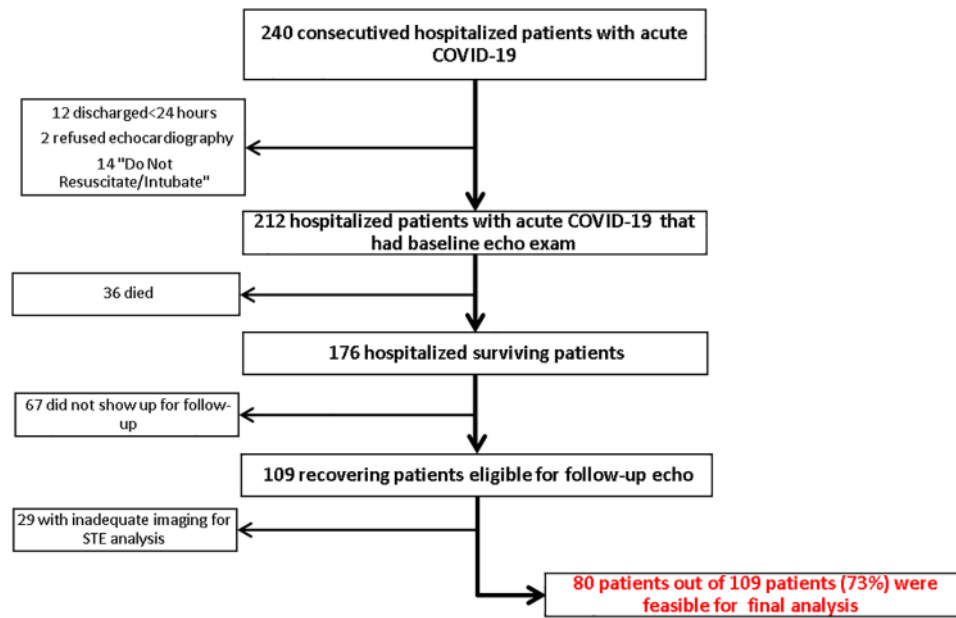 240 consecutived hospitalized patients with acute
COVID-19
12 discharged<24 hours
2 refused echocardiography
14 "Do Not
Resuscitate/Intubate"
212 hospitalized patients with acute COVID-19 that
had baseline echo exam
36 died
176 hospitalized surviving patients
67 did not show up for follow-
up
109 recovering patients eligible for follow-up echo
29 with inadequate imaging for
STE analysis
80 patients out of 109 patients (73%) were
feasible for final analysis